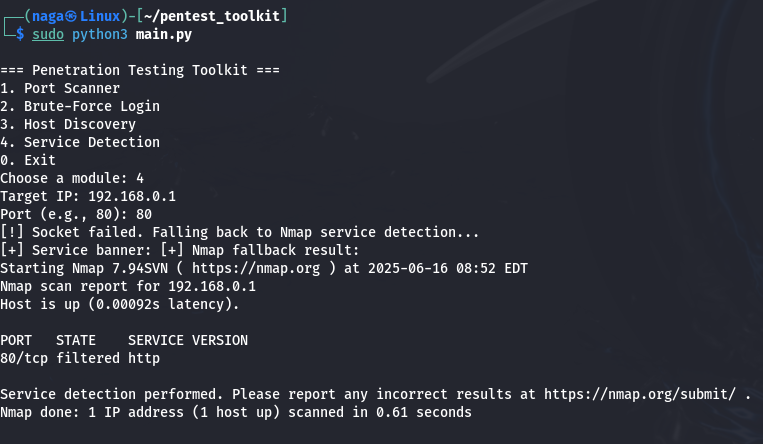 ┌──(naga㉿Linux)-[~/pentest_toolkit]
└─$ sudo python3 main.py
=== Penetration Testing Toolkit ===
1. Port Scanner
2. Brute-Force Login
3. Host Discovery
4. Service Detection
0. Exit
Choose a module: 4
Target IP: 192.168.0.1
Port (e.g., 80): 80
[!] Socket failed. Falling back to Nmap service detection...
[+] Service banner: [+] Nmap fallback result:
Starting Nmap 7.94SVN ( https://nmap.org ) at 2025-06-16 08:52 EDT
Nmap scan report for 192.168.0.1
Host is up (0.00092s latency).
PORT   STATE    SERVICE VERSION
80/tcp filtered http
Service detection performed. Please report any incorrect results at https://nmap.org/submit/ .
Nmap done: 1 IP address (1 host up) scanned in 0.61 seconds